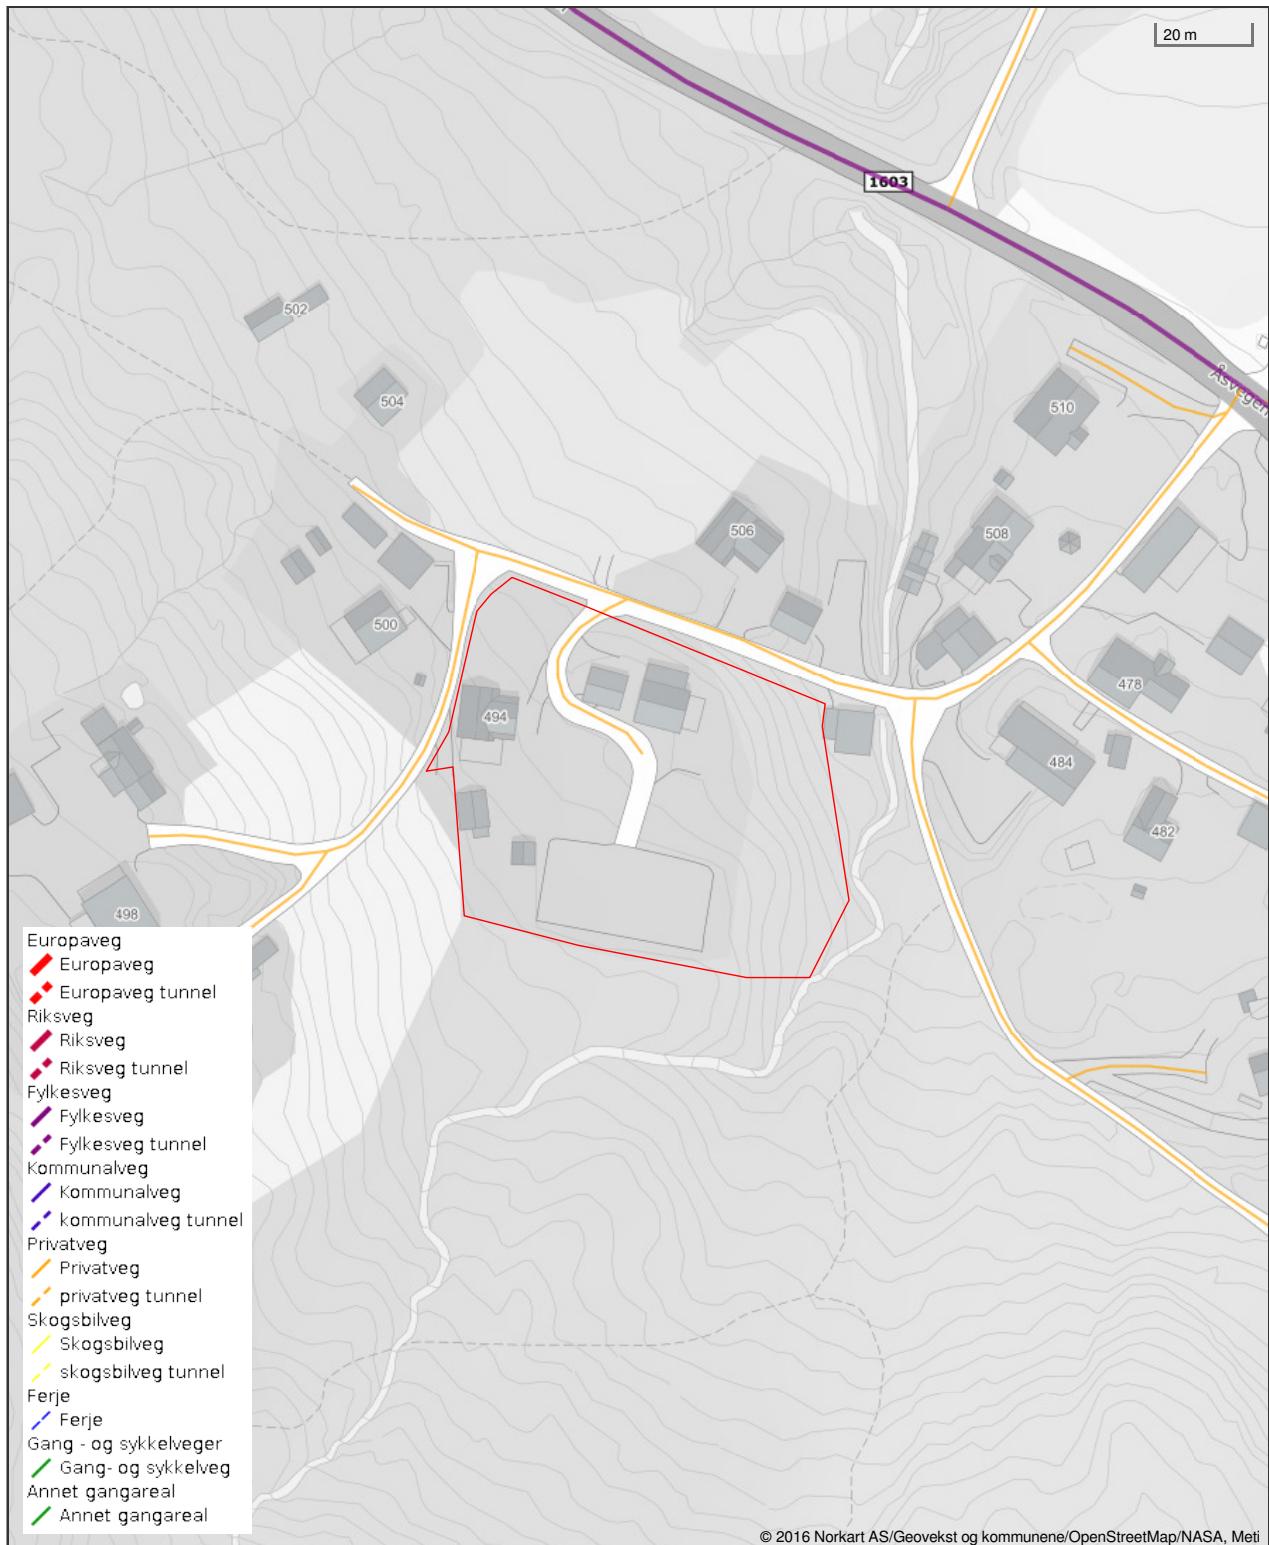 20 m
1603
502
504
Åsvegen
510
506
508
500
478
494
484
482
498
Europaveg
Europaveg
Europaveg tunnel
Riksveg
Riksveg
Riksveg tunnel
Fylkesveg
Fylkesveg
Fylkesveg tunnel
Kommunalveg
Kommunalveg
kommunalveg tunnel
Privatveg
Privatveg
privatveg tunnel
Skogsbilveg
Skogsbilveg
skogsbilveg tunnel
Ferje
Ferje
Gang - og sykkelveger
Gang- og sykkelveg
Annet gangareal
Annet gangareal
© 2016 Norkart AS/Geovekst og kommunene/OpenStreetMap/NASA, Meti